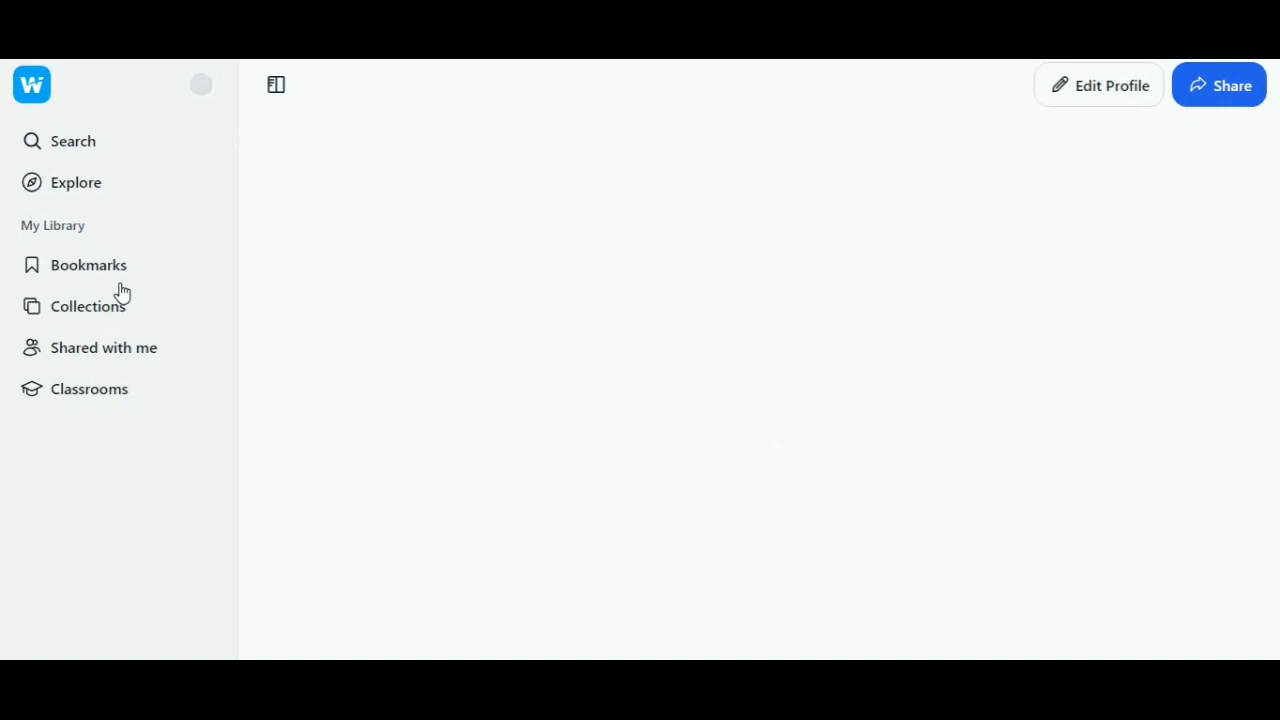 W
Edit Profile
Share
Search
Explore
My Library
Bookmarks
Collections
Shared with me
Classrooms